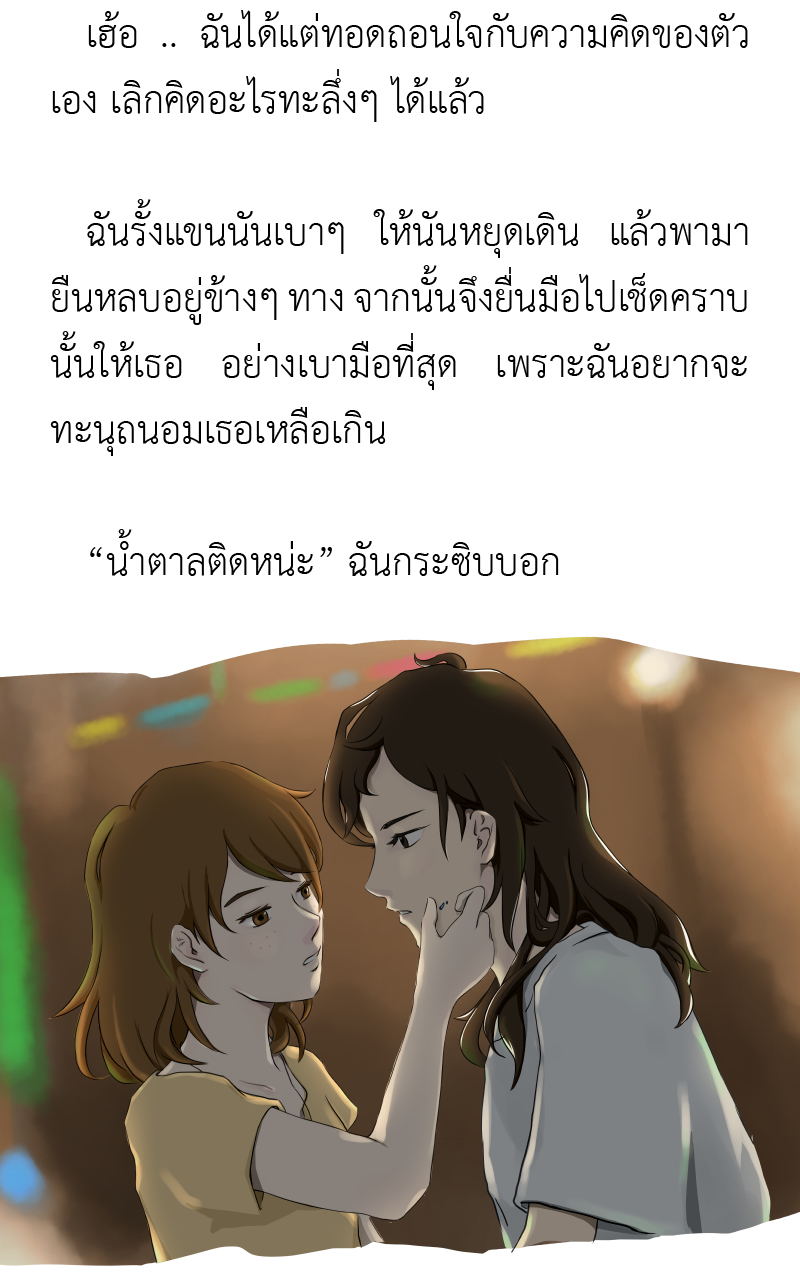 เฮ้อ .. ฉันได้แต่ทอดถอนใจกับความคิดของตัว
เอง เลิกคิดอะไรทะลึ่งๆ ได้แล้ว
ฉันรั้งแขนนันเบาๆ ให้นันหยุดเดิน แล้วพามา
ยืนหลบอยู่ข้างๆ ทาง จากนั้นจึงยื่นมือไปเช็ดคราบ
นั้นให้เธอ อย่างเบามือที่สุด เพราะฉันอยากจะ
ทะนุถนอมเธอเหลือเกิน
“น้ำตาลติดหน่ะ” ฉันกระซิบบอก